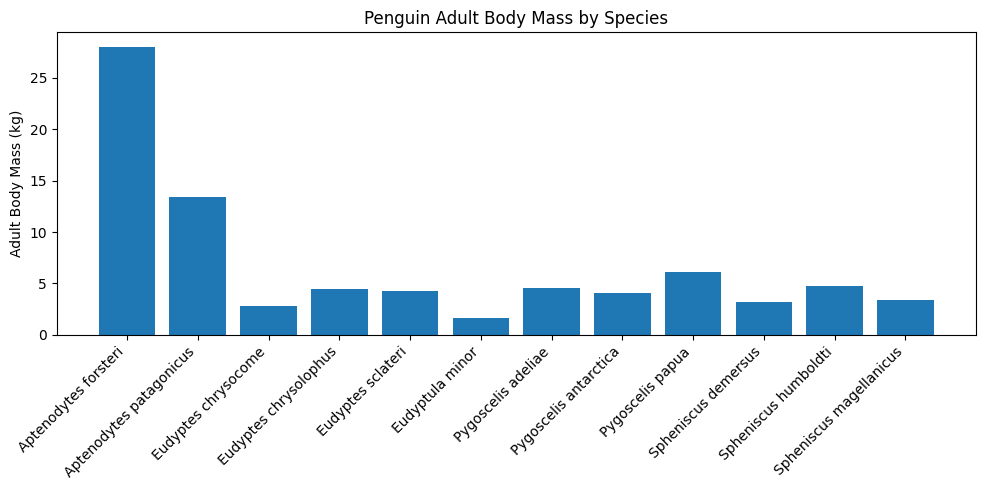 Penguin Adult Body Mass by Species
Adult Body Mass (kg)
25
20
15
10
5
0
Aptenodytes forsteri
Aptenodytes patagonicus
Eudyptes chrysocome
Eudyptes chrysolophus
Eudyptes sclateri
Eudyptula minor
Pygoscelis adeliae
Pygoscelis antarctica
Pygoscelis papua
Spheniscus demersus
Spheniscus humboldti
Spheniscus magellanicus